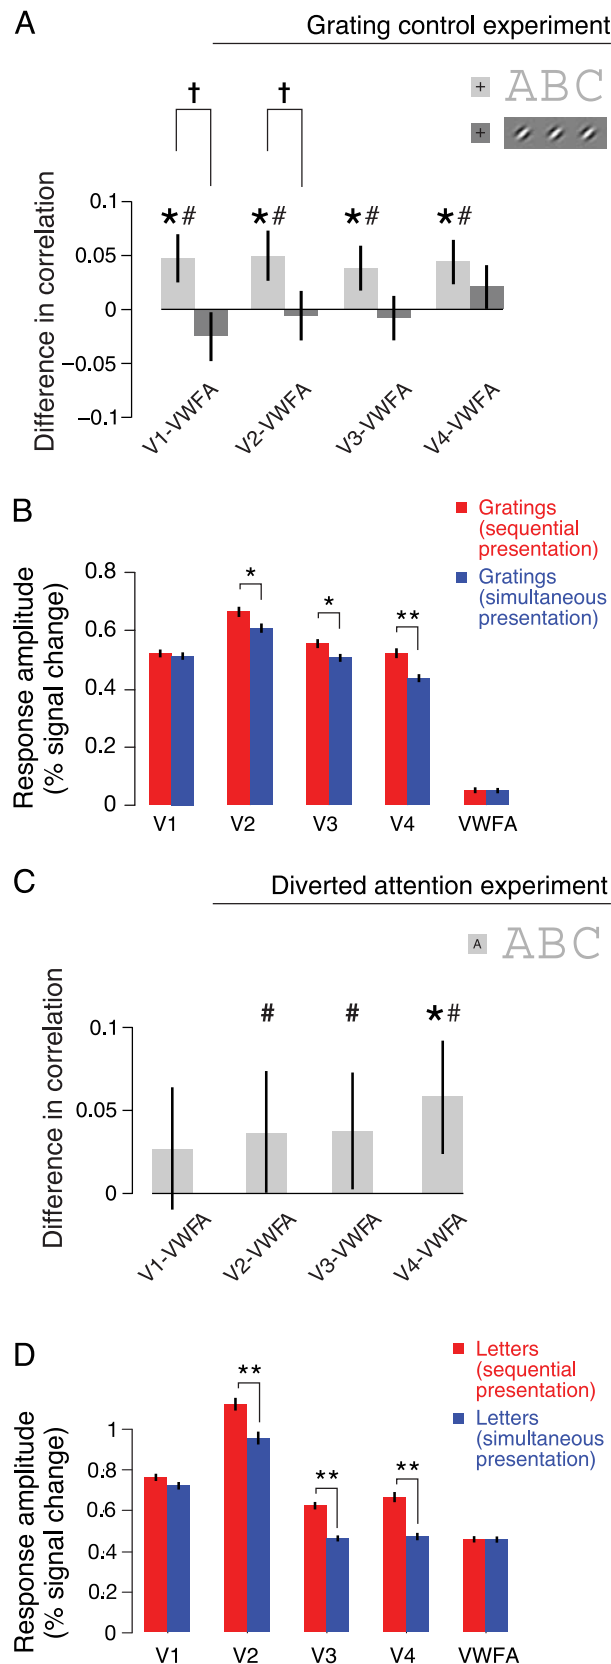 A
Grating control experiment
+ ABC
+
† †
Difference in correlation
0.1
0.05
0
−0.05
−0.1
*# *# *# *#
V1-VWFA V2-VWFA V3-VWFA V4-VWFA
B
Gratings
(sequential
presentation)
Gratings
(simultaneous
presentation)
Response amplitude
(% signal change)
0.8
0.6
0.4
0.2
0
* * **
V1 V2 V3 V4 VWFA
C
Diverted attention experiment
A ABC
Difference in correlation
0.1
0.05
0
# # *#
V1-VWFA V2-VWFA V3-VWFA V4-VWFA
D
Letters
(sequential
presentation)
Letters
(simultaneous
presentation)
Response amplitude
(% signal change)
1
0.8
0.6
0.4
0.2
0
** ** **
V1 V2 V3 V4 VWFA